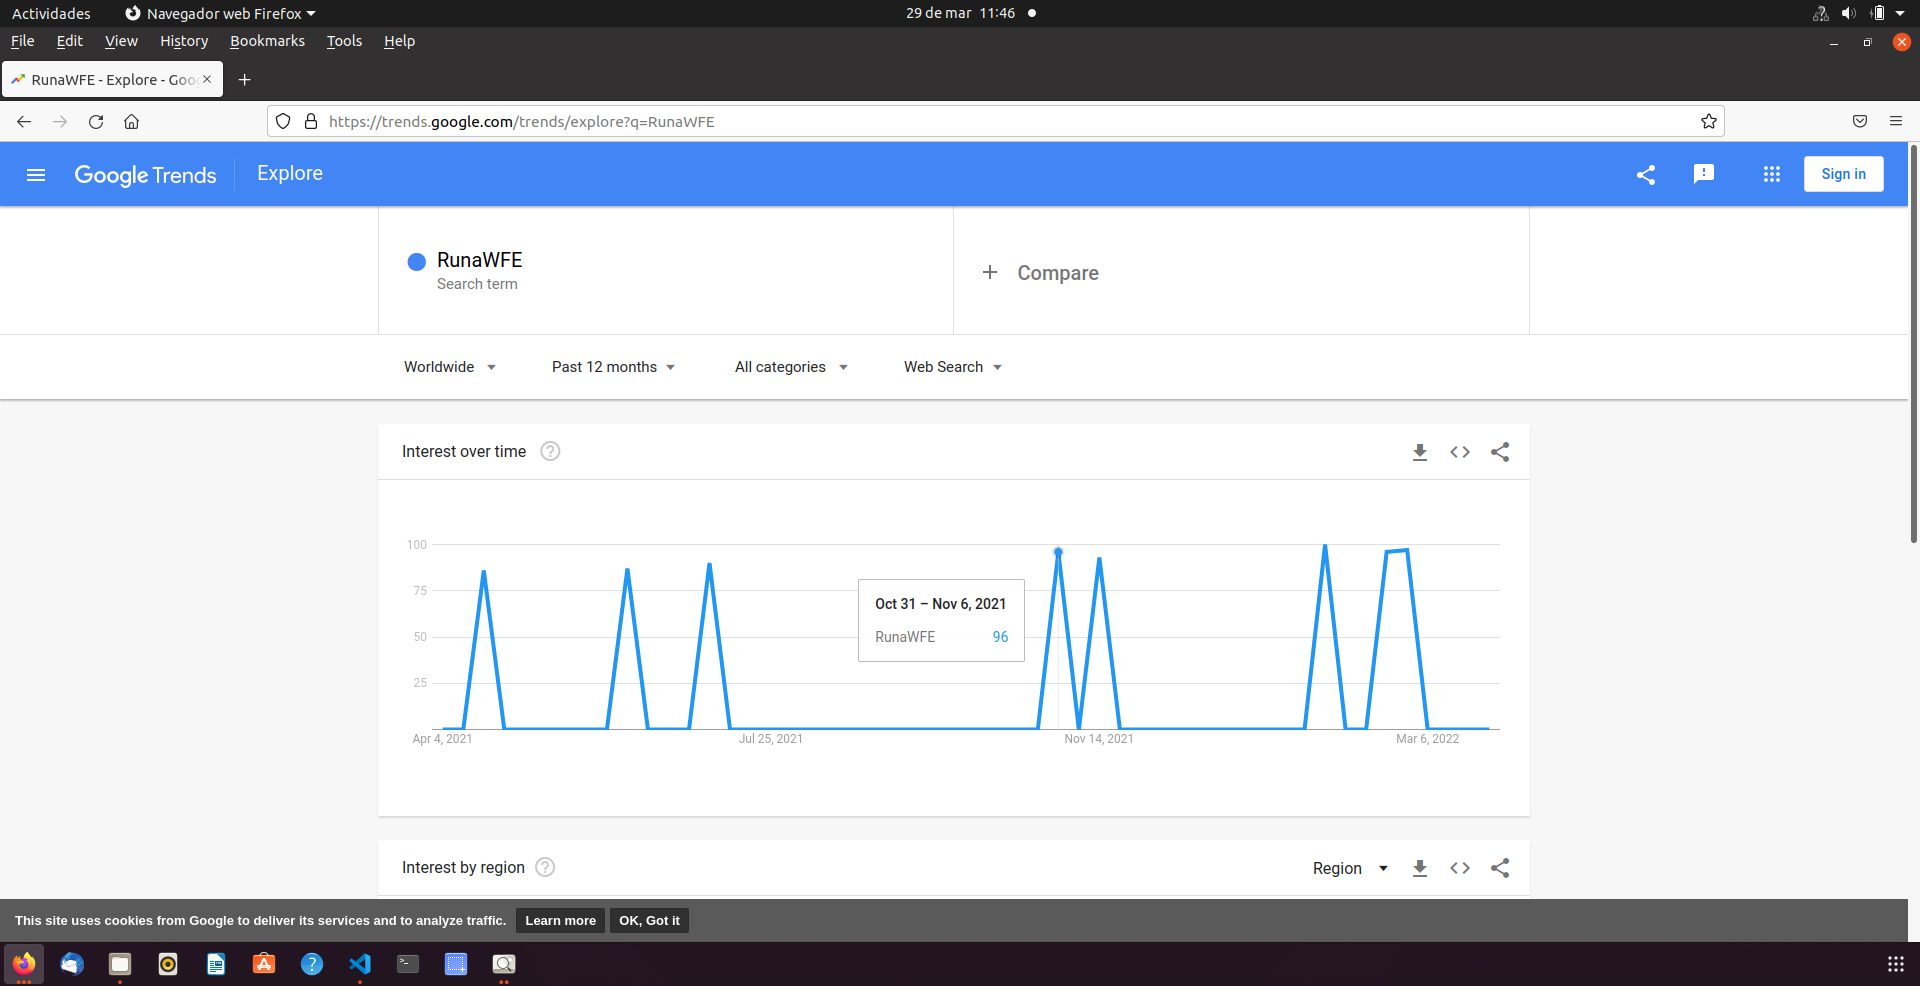 Actividades Navegador web Firefox 29 de mar 11:46
File Edit View History Bookmarks Tools Help
RunaWFE - Explore - Goo
https://trends.google.com/trends/explore?q=RunaWFE
Google Trends Explore Sign in
RunaWFE
Search term
+ Compare
Worldwide Past 12 months All categories Web Search
Interest over time
100
75
50
25
Oct 31 – Nov 6, 2021
RunaWFE 96
Apr 4, 2021 Jul 25, 2021 Nov 14, 2021 Mar 6, 2022
Interest by region Region
This site uses cookies from Google to deliver its services and to analyze traffic. Learn more OK, Got it